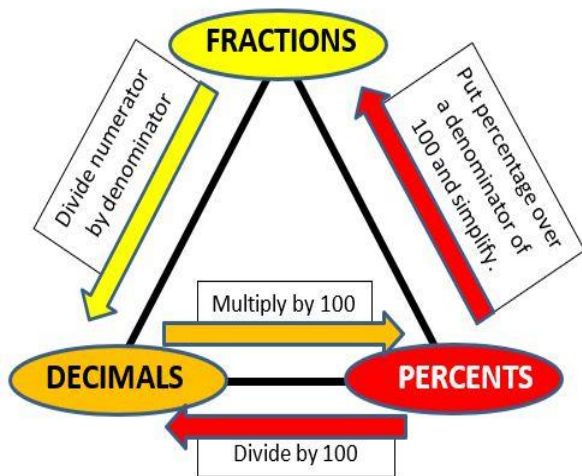 FRACTIONS
Divide numerator
by denominator
Put percentage over
a denominator of
100 and simplify.
Multiply by 100
DECIMALS
PERCENTS
Divide by 100